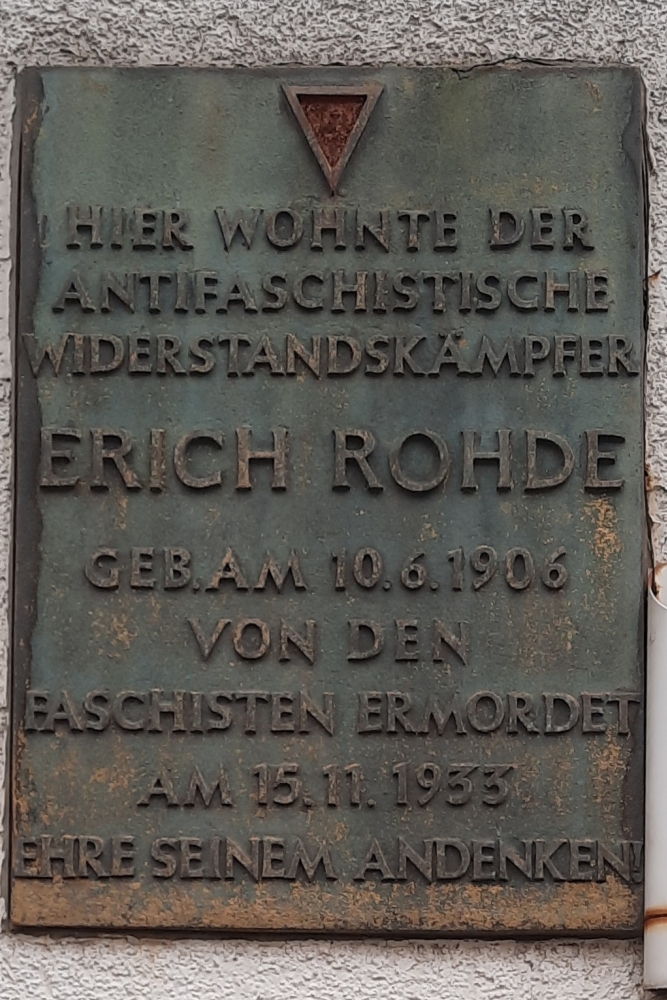 HIER WOHNTE DER
ANTIFASCHISTISCHE
WIDERSTANDSKÄMPFER
ERICH ROHDE
GEB.AM 10.6.1906
VON DEN
FASCHISTEN ERMORDET
AM 15.11.1933
EHRE SEINEM ANDENKEN!